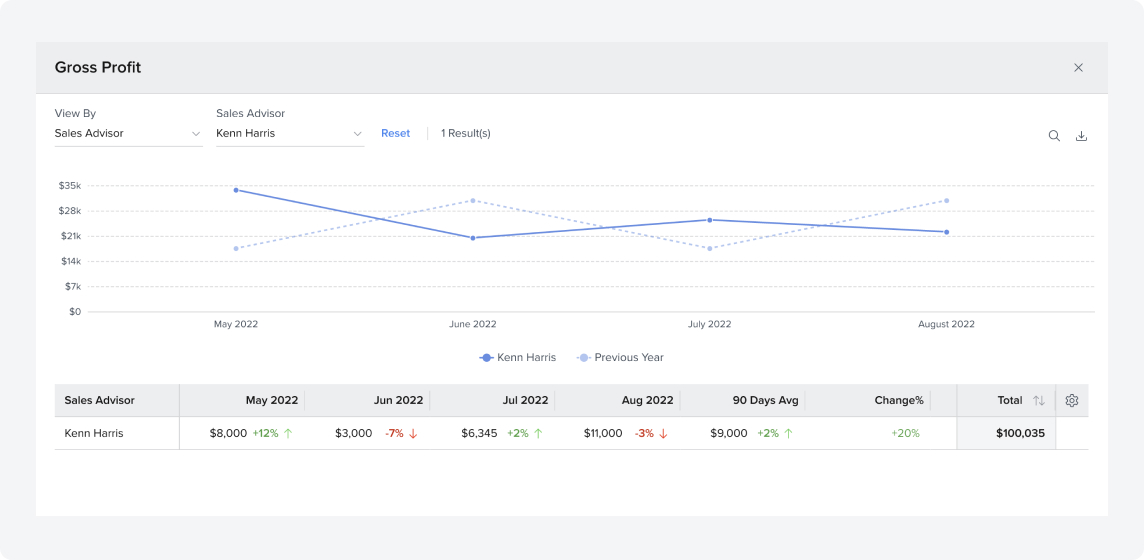 Gross Profit
View By
Sales Advisor
Sales Advisor
Kenn Harris
Reset
1 Result(s)
$35k
$28k
$21k
$14k
$7k
$0
May 2022 June 2022 July 2022 August 2022
Kenn Harris Previous Year
Sales Advisor May 2022 Jun 2022 Jul 2022 Aug 2022 90 Days Avg Change% Total
Kenn Harris $8,000 +12% $3,000 -7% $6,345 +2% $11,000 -3% $9,000 +2% +20% $100,035